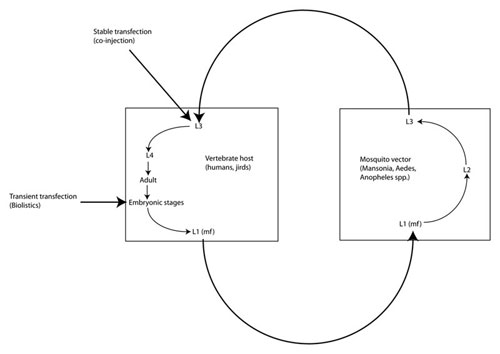 Stable transfection
(co-injection)
L3
L4
Adult
Embryonic stages
L1 (mf)
Vertebrate host
(humans, jirds)
Transient transfection
(Biolistics)
L3
Mosquito vector
(Mansonia, Aedes,
Anopheles spp.)
L2
L1 (mf)